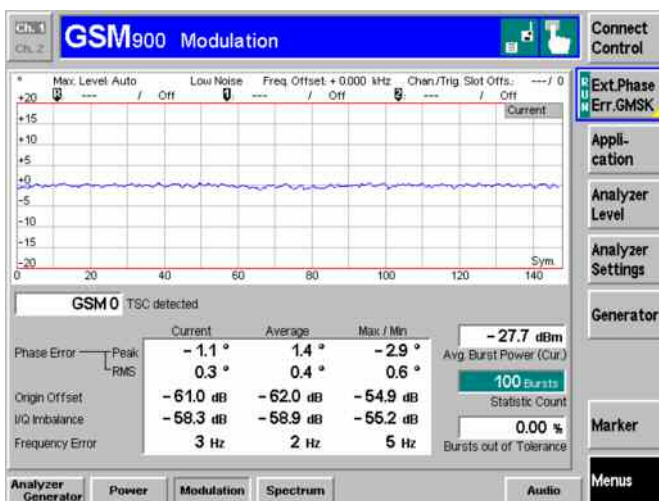 Ch. 1
Ch. 2
GSM900 Modulation
Connect Control
° Max. Level: Auto Low Noise Freq. Offset: + 0.000 kHz Chan./Trig. Slot Offs.: ---/ 0
R --- / Off 1 --- / Off 2 --- / Off
Current
+20
+15
+10
+5
+0
-5
-10
-15
-20
Sym.
0 20 40 60 80 100 120 140
GSM 0 TSC detected
Current Average Max / Min
Phase Error Peak - 1.1 ° 1.4 ° - 2.9 °
RMS 0.3 ° 0.4 ° 0.6 °
Origin Offset - 61.0 dB - 62.0 dB - 54.9 dB
I/Q Imbalance - 58.3 dB - 58.9 dB - 55.2 dB
Frequency Error 3 Hz 2 Hz 5 Hz
- 27.7 dBm
Avg. Burst Power (Cur.)
100 Bursts
Statistic Count
0.00 %
Bursts out of Tolerance
RUN
Ext.Phase Err.GMSK
Appli-
cation
Analyzer Level
Analyzer Settings
Generator
Marker
Menus
Analyzer Generator Power Modulation Spectrum Audio